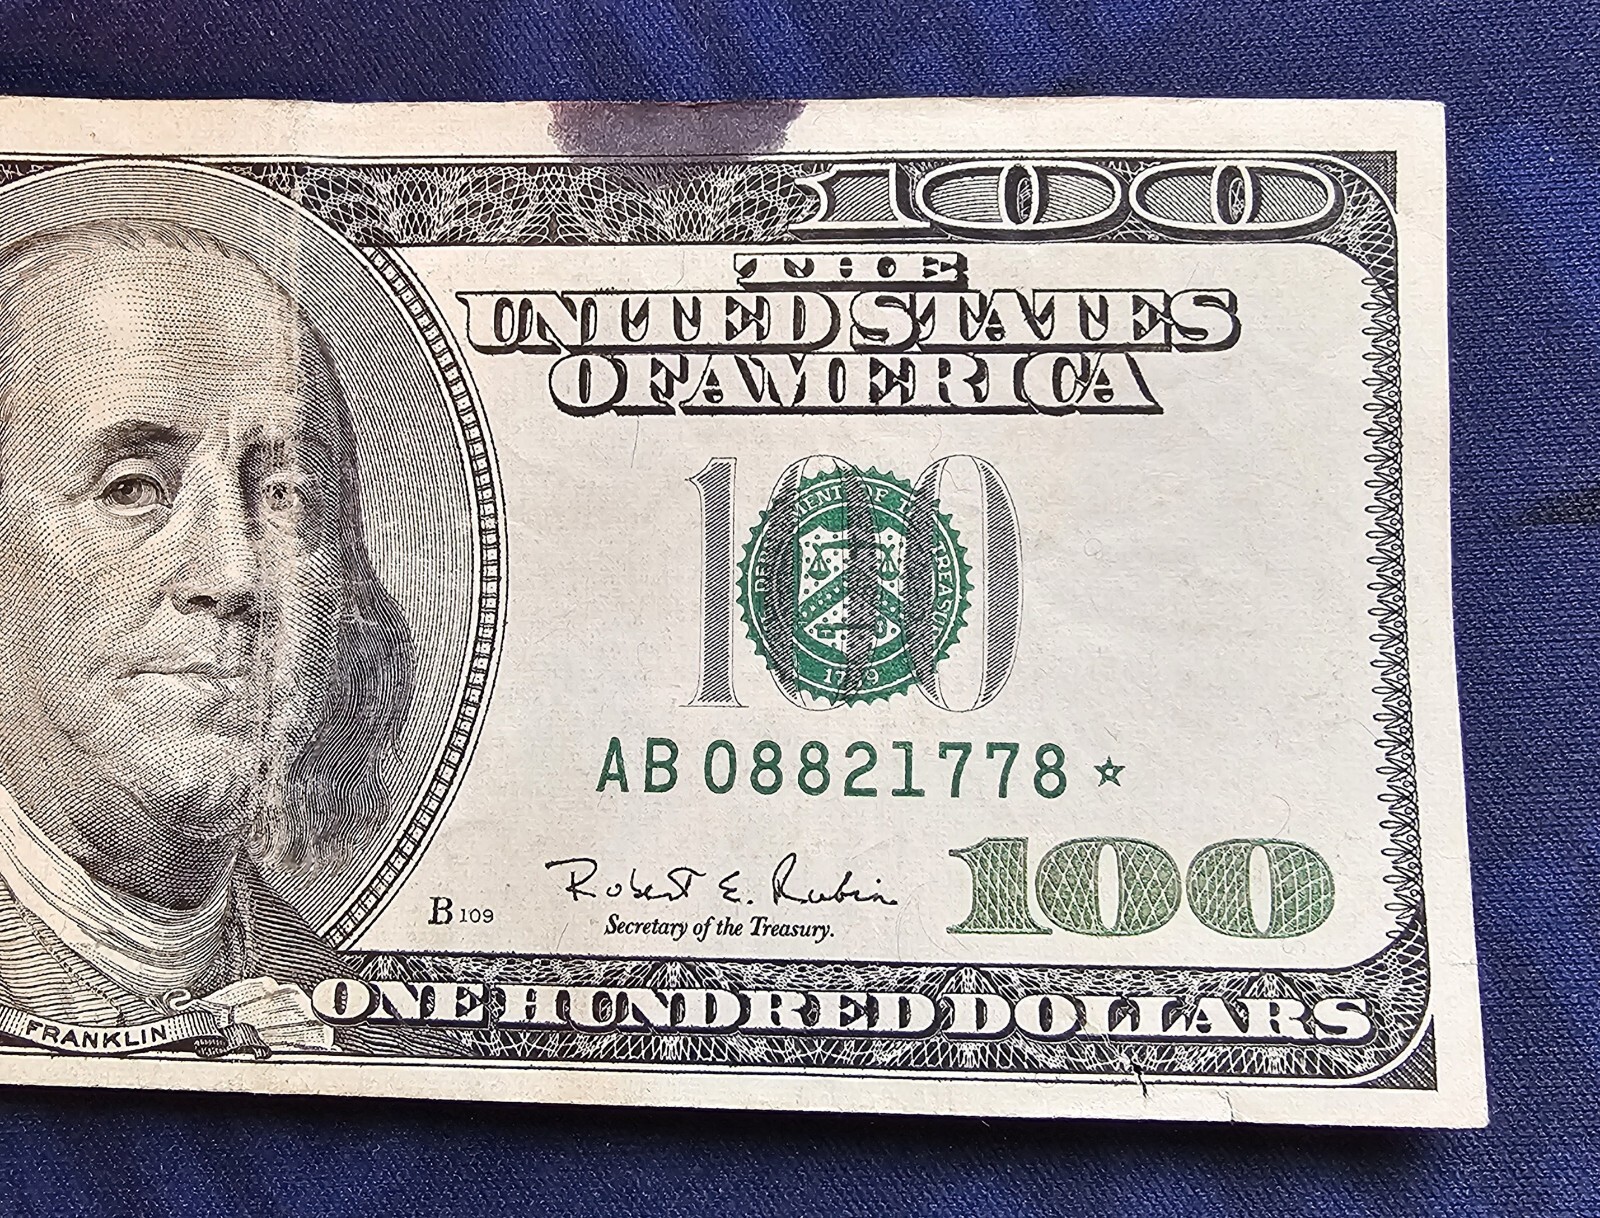 100
THE
UNITED STATES
OF AMERICA
100
1789
AB 08821778 ☆
Robert E. Rubin
Secretary of the Treasury.
B 109
100
FRANKLIN
ONE HUNDRED DOLLARS